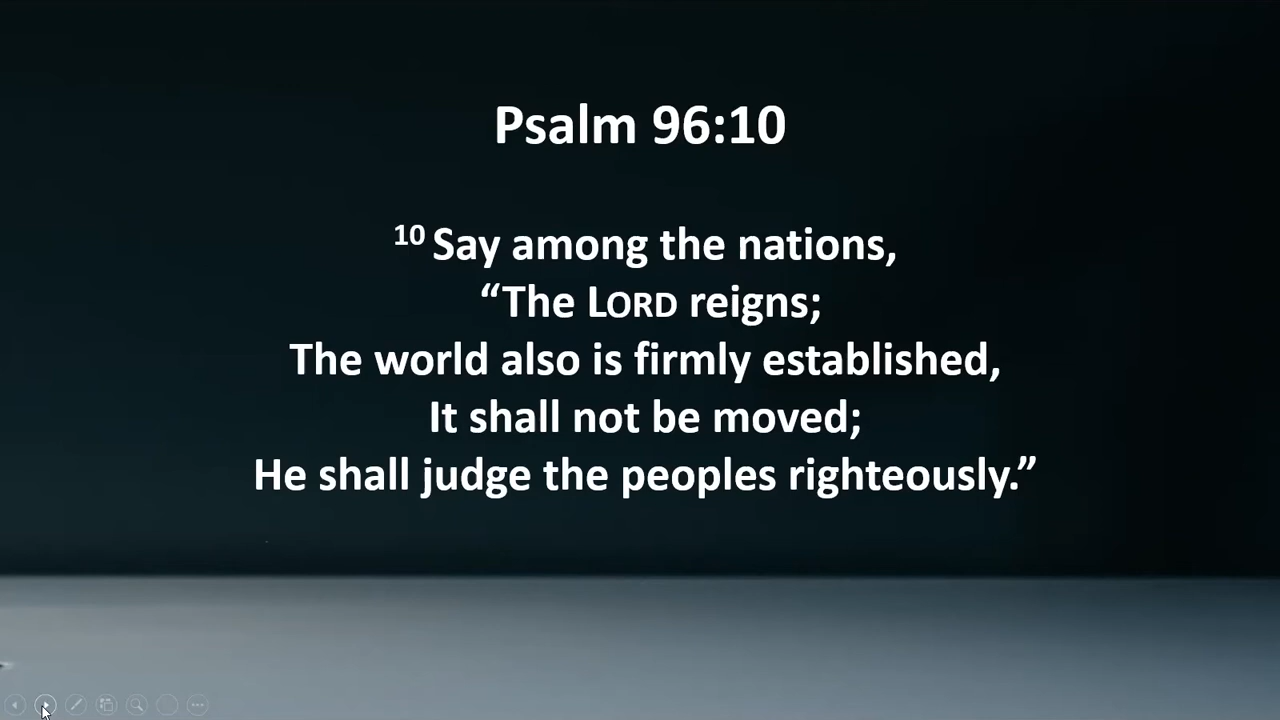 Psalm 96:10
10 Say among the nations,
“The LORD reigns;
The world also is firmly established,
It shall not be moved;
He shall judge the peoples righteously.”